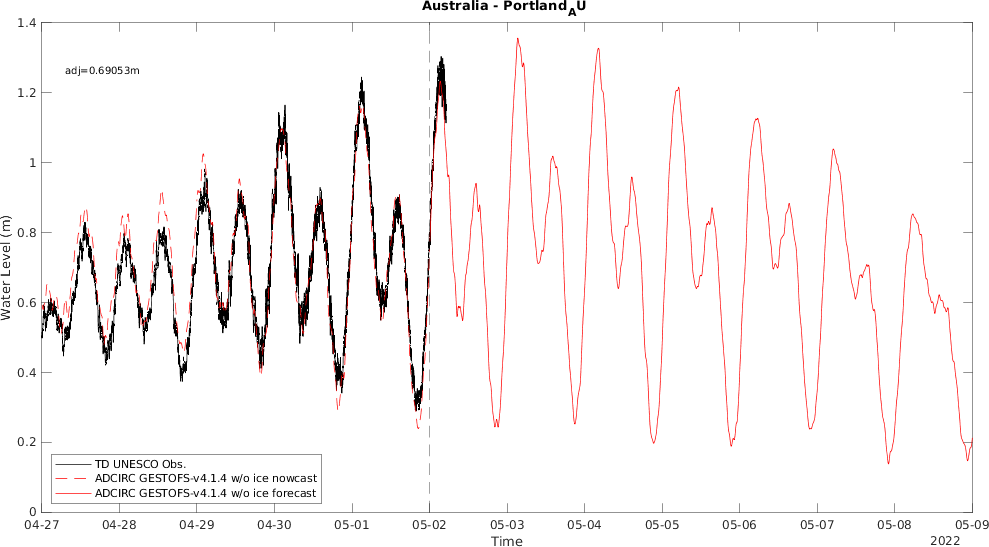 Australia - Portland_AU
adj=0.69053m
Water Level (m)
1.4
1.2
1
0.8
0.6
0.4
0.2
0
TD UNESCO Obs.
ADCIRC GESTOFS-v4.1.4 w/o ice nowcast
ADCIRC GESTOFS-v4.1.4 w/o ice forecast
04-27 04-28 04-29 04-30 05-01 05-02 05-03 05-04 05-05 05-06 05-07 05-08 05-09
Time
2022